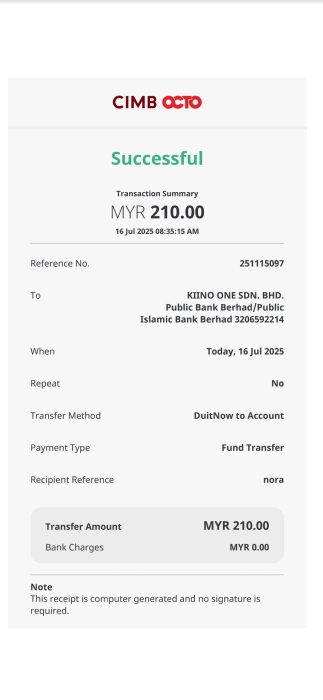 CIMB OCTO
Successful
Transaction Summary
MYR 210.00
16 Jul 2025 08:35:15 AM
Reference No. 251115097
To KIINO ONE SDN. BHD.
Public Bank Berhad/Public
Islamic Bank Berhad 3206592214
When Today, 16 Jul 2025
Repeat No
Transfer Method DuitNow to Account
Payment Type Fund Transfer
Recipient Reference nora
Transfer Amount MYR 210.00
Bank Charges MYR 0.00
Note
This receipt is computer generated and no signature is
required.